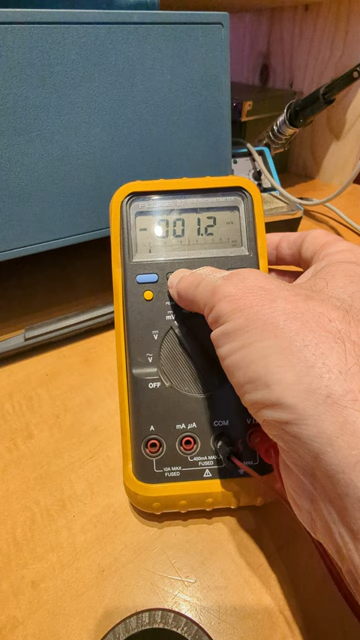 - 001.2
mV
V
V
OFF
A
mA µA
COM
V
400mA MAX
FUSED
10A MAX
FUSED